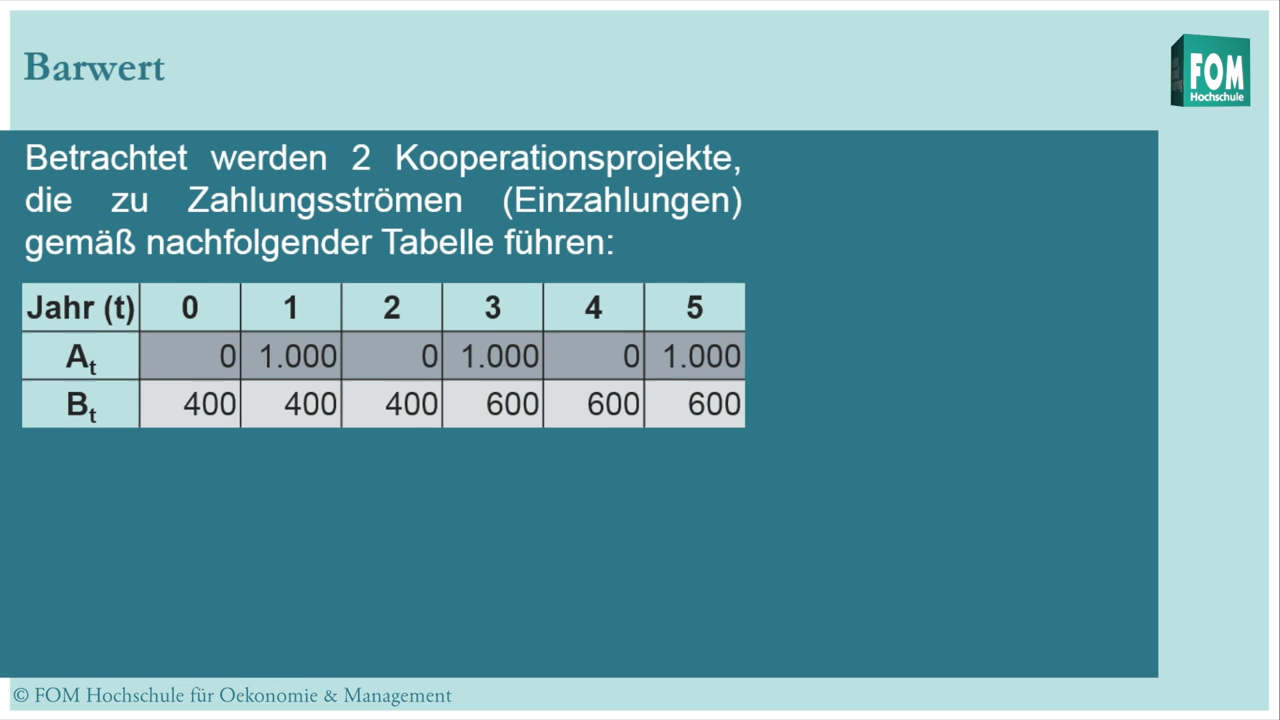 Barwert
FOM
Hochschule
Betrachtet werden 2 Kooperationsprojekte,
die zu Zahlungsströmen (Einzahlungen)
gemäß nachfolgender Tabelle führen:
Jahr (t) 0 1 2 3 4 5
At 0 1.000 0 1.000 0 1.000
Bt 400 400 400 600 600 600
© FOM Hochschule für Oekonomie & Management